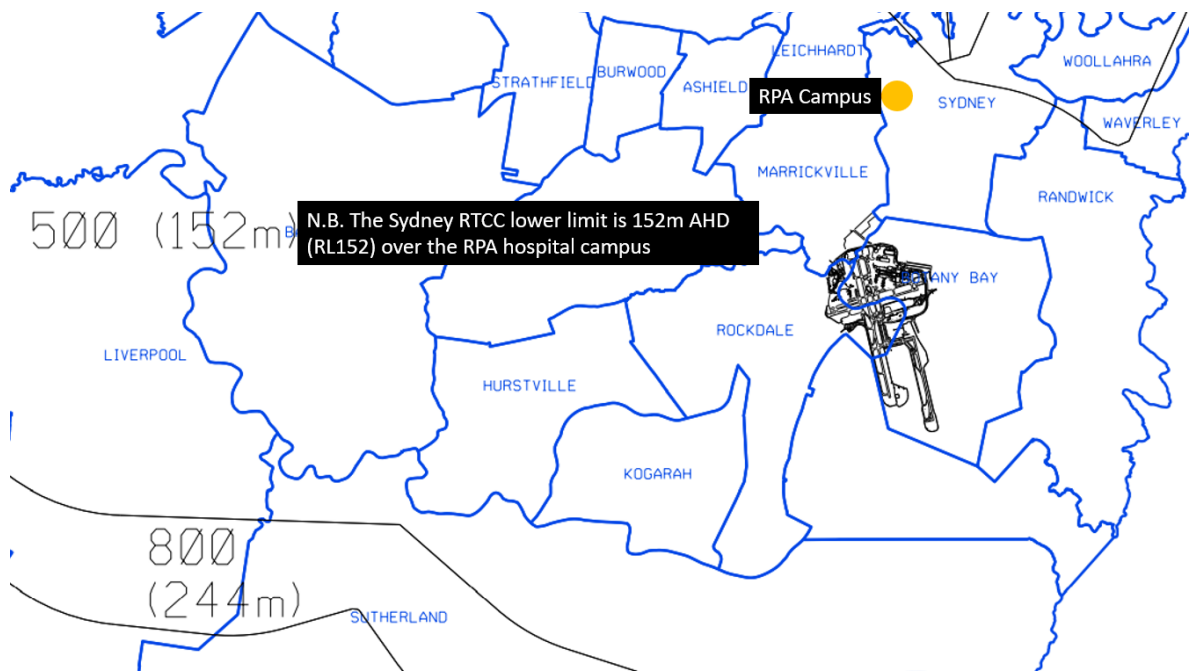 LEICHHARDT
WOOLLAHRA
STRATHFIELD
BURWOOD
ASHIELD
RPA Campus
SYDNEY
WAVERLEY
MARRICKVILLE
RANDWICK
500 (152m)
N.B. The Sydney RTCC lower limit is 152m AHD
(RL152) over the RPA hospital campus
BOTANY BAY
ROCKDALE
LIVERPOOL
HURSTVILLE
KOGARAH
800
(244m)
SUTHERLAND